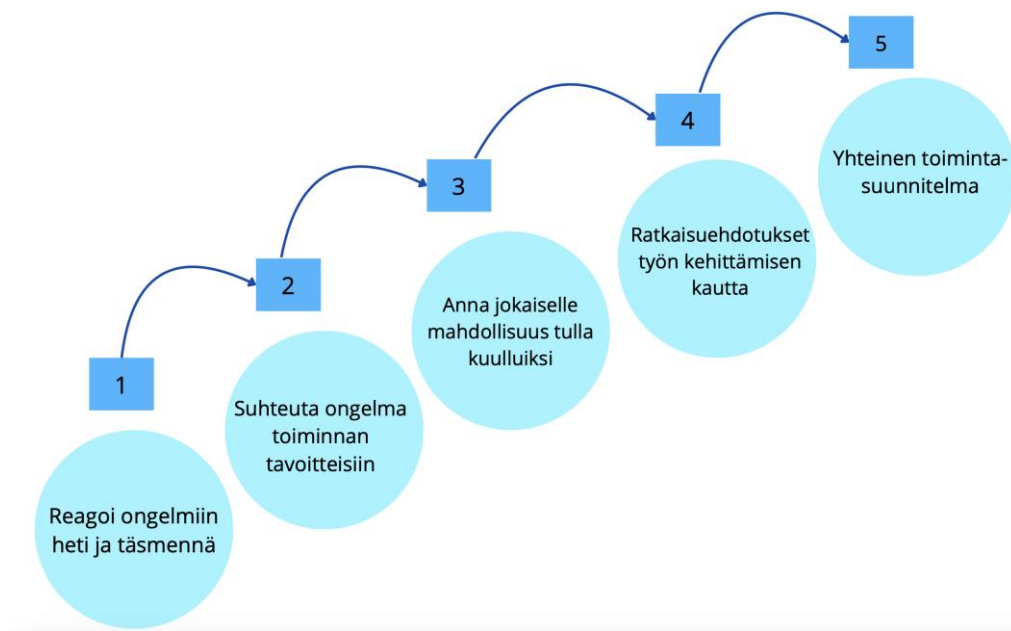 1
Reagoi ongelmiin
heti ja täsmennä
2
Suhteuta ongelma
toiminnan
tavoitteisiin
3
Anna jokaiselle
mahdollisuus tulla
kuulluiksi
4
Ratkaisuehdotukset
työn kehittämisen
kautta
5
Yhteinen toiminta-
suunnitelma